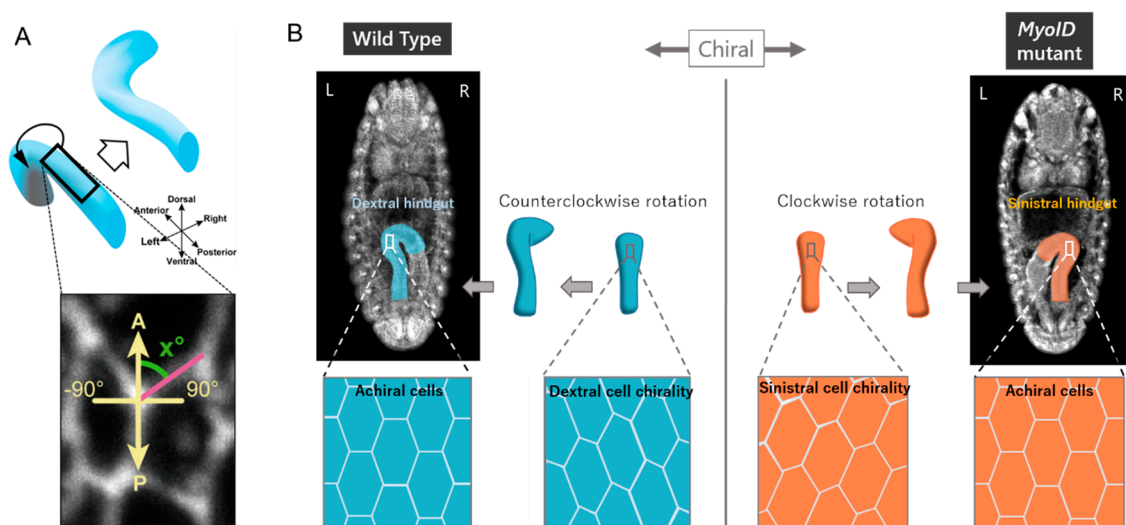 A
Dorsal
Anterior
Right
Left
Posterior
Ventral
A
x°
-90°
90°
P
B
Wild Type
Chiral
MyoID
mutant
L
R
Dextral hindgut
Counterclockwise rotation
Clockwise rotation
L
R
Sinistral hindgut
Achiral cells
Dextral cell chirality
Sinistral cell chirality
Achiral cells